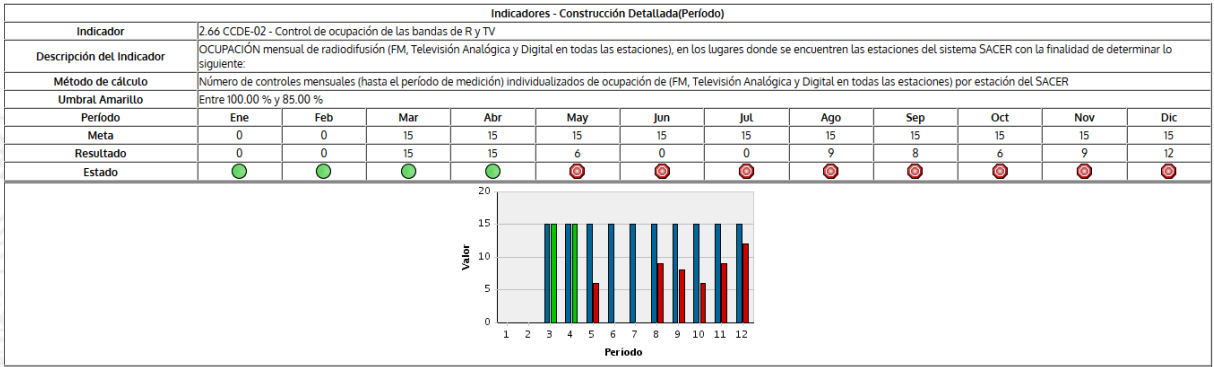 Indicadores - Construcción Detallada(Período)
Indicador 2.66 CCDE-02 - Control de ocupación de las bandas de R y TV
Descripción del Indicador OCUPACIÓN mensual de radiodifusión (FM, Televisión Analógica y Digital en todas las estaciones), en los lugares donde se encuentren las estaciones del sistema SACER con la finalidad de determinar lo
siguiente:
Método de cálculo Número de controles mensuales (hasta el período de medición) individualizados de ocupación de (FM, Televisión Analógica y Digital en todas las estaciones) por estación del SACER
Umbral Amarillo Entre 100.00 % y 85.00 %
Período Ene Feb Mar Abr May Jun Jul Ago Sep Oct Nov Dic
Meta 0 0 15 15 15 15 15 15 15 15 15 15
Resultado 0 0 15 15 6 0 0 9 8 6 9 12
Estado
20
15
10
5
0
Valor
1 2 3 4 5 6 7 8 9 10 11 12
Periodo